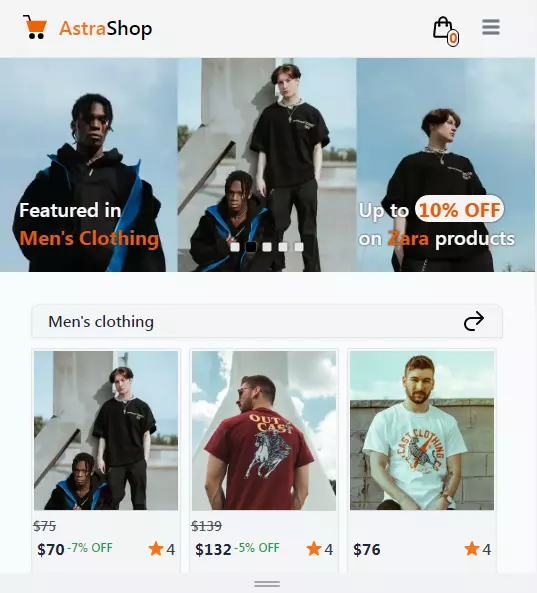 AstraShop
0
Featured in
Men's Clothing
Up to 10% OFF
on Zara products
Men's clothing
$75
$70 -7% OFF
4
OUT
CAST
$139
$132 -5% OFF
4
CAST CLOTHING
$76
4